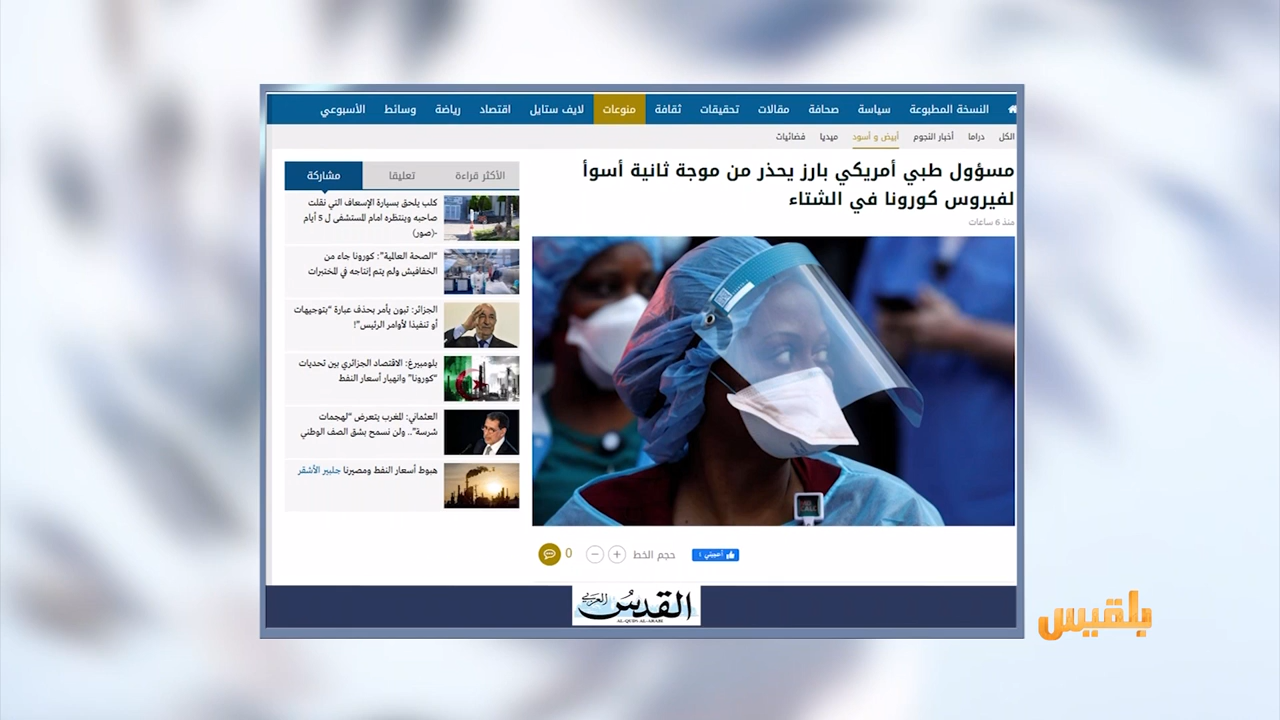 النسخة المطبوعة سياسة صحافة مقالات تحقيقات ثقافة منوعات لايف ستايل اقتصاد رياضة وسائط الأسبوعي
الكل دراما أخبار النجوم أبيض و أسود ميديا فضائيات
مسؤول طبي أمريكي بارز يحذر من موجة ثانية أسوأ
لفيروس كورونا في الشتاء
منذ 6 ساعات
حجم الخط
أعجبني 1
0
الأكثر قراءة تعليقا مشاركة
كلب يلحق بسيارة الإسعاف التي نقلت
صاحبه وينتظره امام المستشفى ل 5 أيام
-(صور)
“الصحة العالمية”: كورونا جاء من
الخفافيش ولم يتم إنتاجه في المختبرات
الجزائر: تبون يأمر بحذف عبارة “بتوجيهات
أو تنفيذا لأوامر الرئيس”!
بلومبيرغ: الاقتصاد الجزائري بين تحديات
“كورونا” وانهيار أسعار النفط
العثماني: المغرب يتعرض “لهجمات
شرسة”.. ولن نسمح بشق الصف الوطني
هبوط أسعار النفط ومصيرنا جلبير الأشقر
القدس العربي
AL-QUDS AL-ARABI
بلقيس